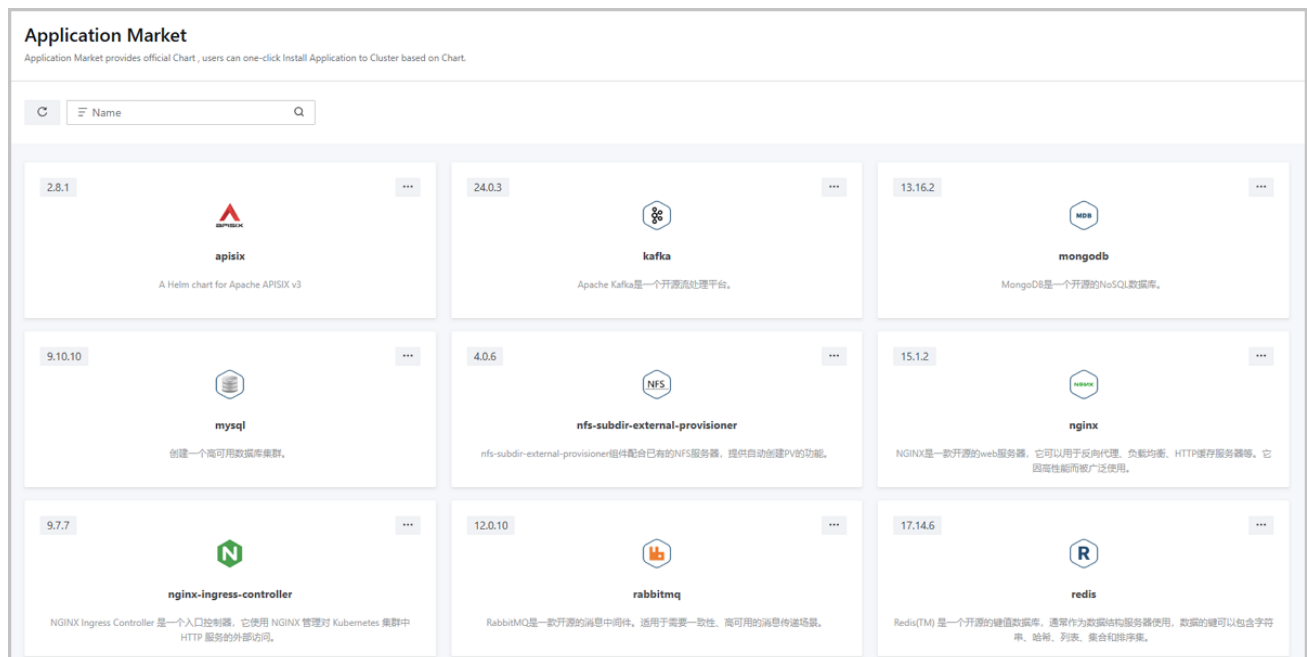 Application Market
Application Market provides official Chart , users can one-click Install Application to Cluster based on Chart.
Name
2.8.1
...
24.0.3
...
13.16.2
...
APISIX
MDB
apisix
kafka
mongodb
A Helm chart for Apache APISIX v3
Apache Kafka是一个开源流处理平台。
MongoDB是一个开源的NoSQL数据库。
9.10.10
...
4.0.6
...
15.1.2
...
NFS
NGINX
mysql
nfs-subdir-external-provisioner
nginx
创建一个高可用数据库集群。
nfs-subdir-external-provisioner组件配合已有的NFS服务器，提供自动创建PV的功能。
NGINX是一款开源的web服务器，它可以用于反向代理、负载均衡、HTTP缓存服务器等。它
因高性能而被广泛使用。
9.7.7
...
12.0.10
...
17.14.6
...
N
R
nginx-ingress-controller
rabbitmq
redis
NGINX Ingress Controller 是一个入口控制器，它使用 NGINX 管理对 Kubernetes 集群中
HTTP 服务的外部访问。
RabbitMQ是一款开源的消息中间件。适用于需要一致性、高可用的消息传递场景。
Redis(TM) 是一个开源的键值数据库，通常作为数据结构服务器使用，数据的键可以包含字符
串、哈希、列表、集合和排序集。